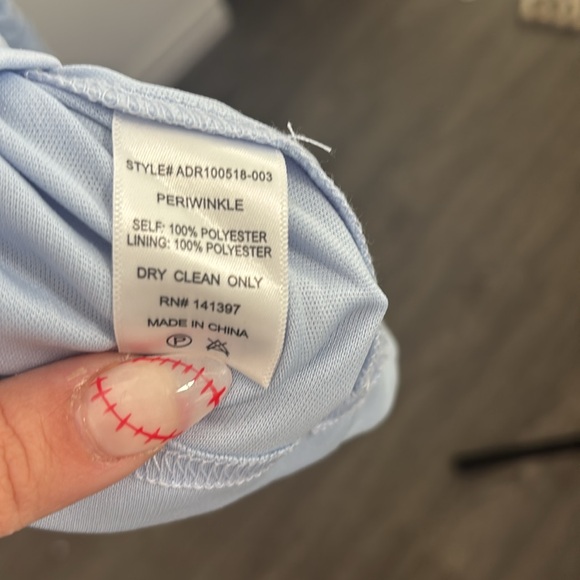 STYLE# ADR100518-003
PERIWINKLE
SELF: 100% POLYESTER
LINING: 100% POLYESTER
DRY CLEAN ONLY
RN# 141397
MADE IN CHINA
P